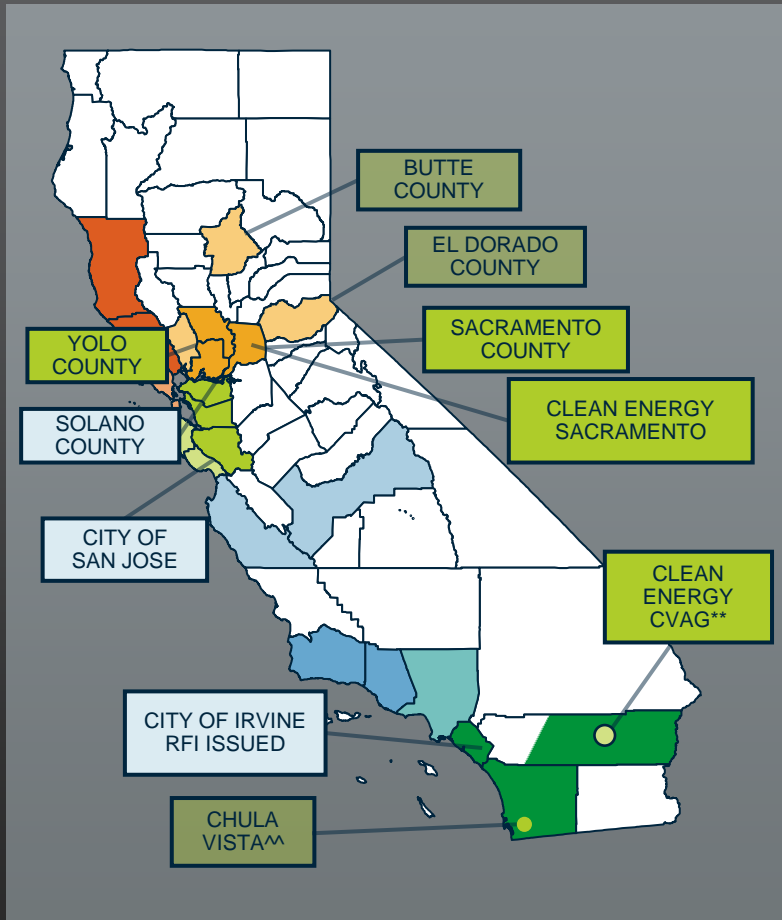 BUTTE
COUNTY
EL DORADO
COUNTY
YOLO
COUNTY
SACRAMENTO
COUNTY
SOLANO
COUNTY
CLEAN ENERGY
SACRAMENTO
CITY OF
SAN JOSE
CLEAN
ENERGY
CVAG**
CITY OF IRVINE
RFI ISSUED
CHULA
VISTA^^